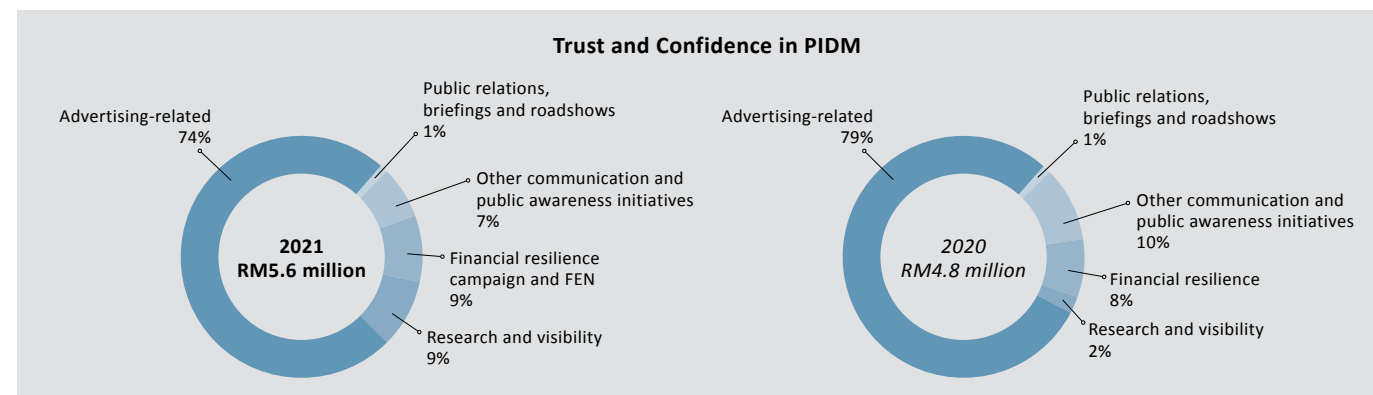 Trust and Confidence in PIDM
Advertising-related
74%
Public relations,
briefings and roadshows
1%
Other communication and
public awareness initiatives
7%
Financial resilience
campaign and FEN
9%
Research and visibility
9%
2021
RM5.6 million
Advertising-related
79%
Public relations,
briefings and roadshows
1%
Other communication and
public awareness initiatives
10%
Financial resilience
8%
Research and visibility
2%
2020
RM4.8 million